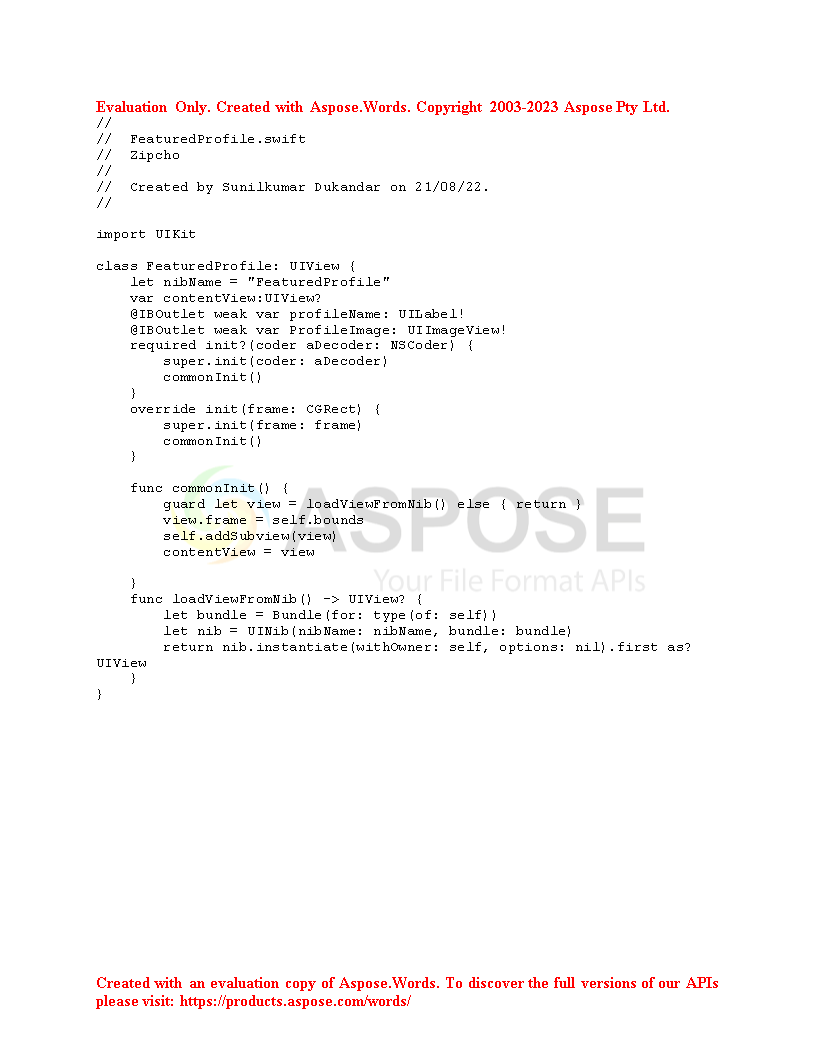 Evaluation Only. Created with Aspose.Words. Copyright 2003-2023 Aspose Pty Ltd.
//
//  FeaturedProfile.swift
//  Zipcho
//
//  Created by Sunilkumar Dukandar on 21/08/22.
//
import UIKit
class FeaturedProfile: UIView {
    let nibName = "FeaturedProfile"
    var contentView:UIView?
    @IBOutlet weak var profileName: UILabel!
    @IBOutlet weak var ProfileImage: UIImageView!
    required init?(coder aDecoder: NSCoder) {
        super.init(coder: aDecoder)
        commonInit()
    }
    override init(frame: CGRect) {
        super.init(frame: frame)
        commonInit()
    }
    func commonInit() {
        guard let view = loadViewFromNib() else { return }
        view.frame = self.bounds
        self.addSubview(view)
        contentView = view
    }
    func loadViewFromNib() -> UIView? {
        let bundle = Bundle(for: type(of: self))
        let nib = UINib(nibName: nibName, bundle: bundle)
        return nib.instantiate(withOwner: self, options: nil).first as?
UIView
    }
}
ASPOSE
Your File Format APIs
Created with an evaluation copy of Aspose.Words. To discover the full versions of our APIs
please visit: https://products.aspose.com/words/